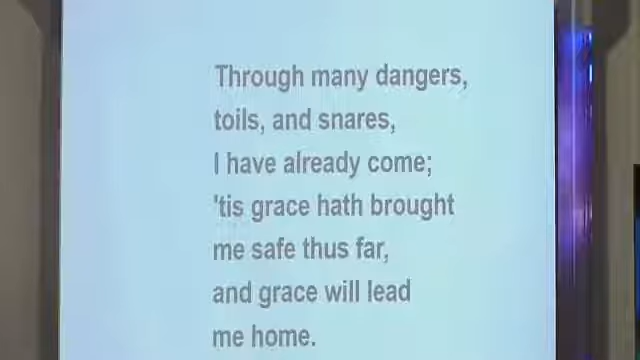 Through many dangers,
toils, and snares,
I have already come;
'tis grace hath brought
me safe thus far,
and grace will lead
me home.